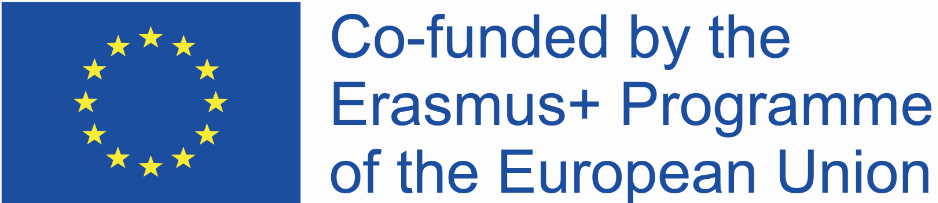 Co-funded by the
Erasmus+ Programme
of the European Union